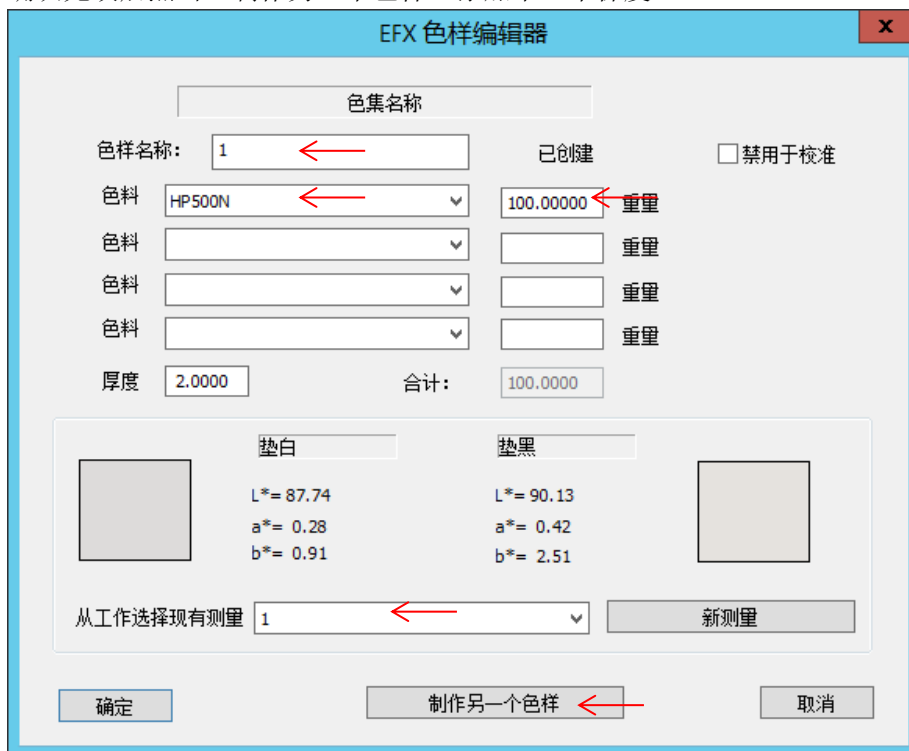 EFX 色样编辑器
x
色集名称
色样名称: 1 已创建 禁用于校准
色料 HP500N 100.00000 重量
色料 重量
色料 重量
色料 重量
厚度 2.0000 合计: 100.0000
垫白 垫黑
L*= 87.74 L*= 90.13
a*= 0.28 a*= 0.42
b*= 0.91 b*= 2.51
从工作选择现有测量 1 新测量
确定 制作另一个色样 取消